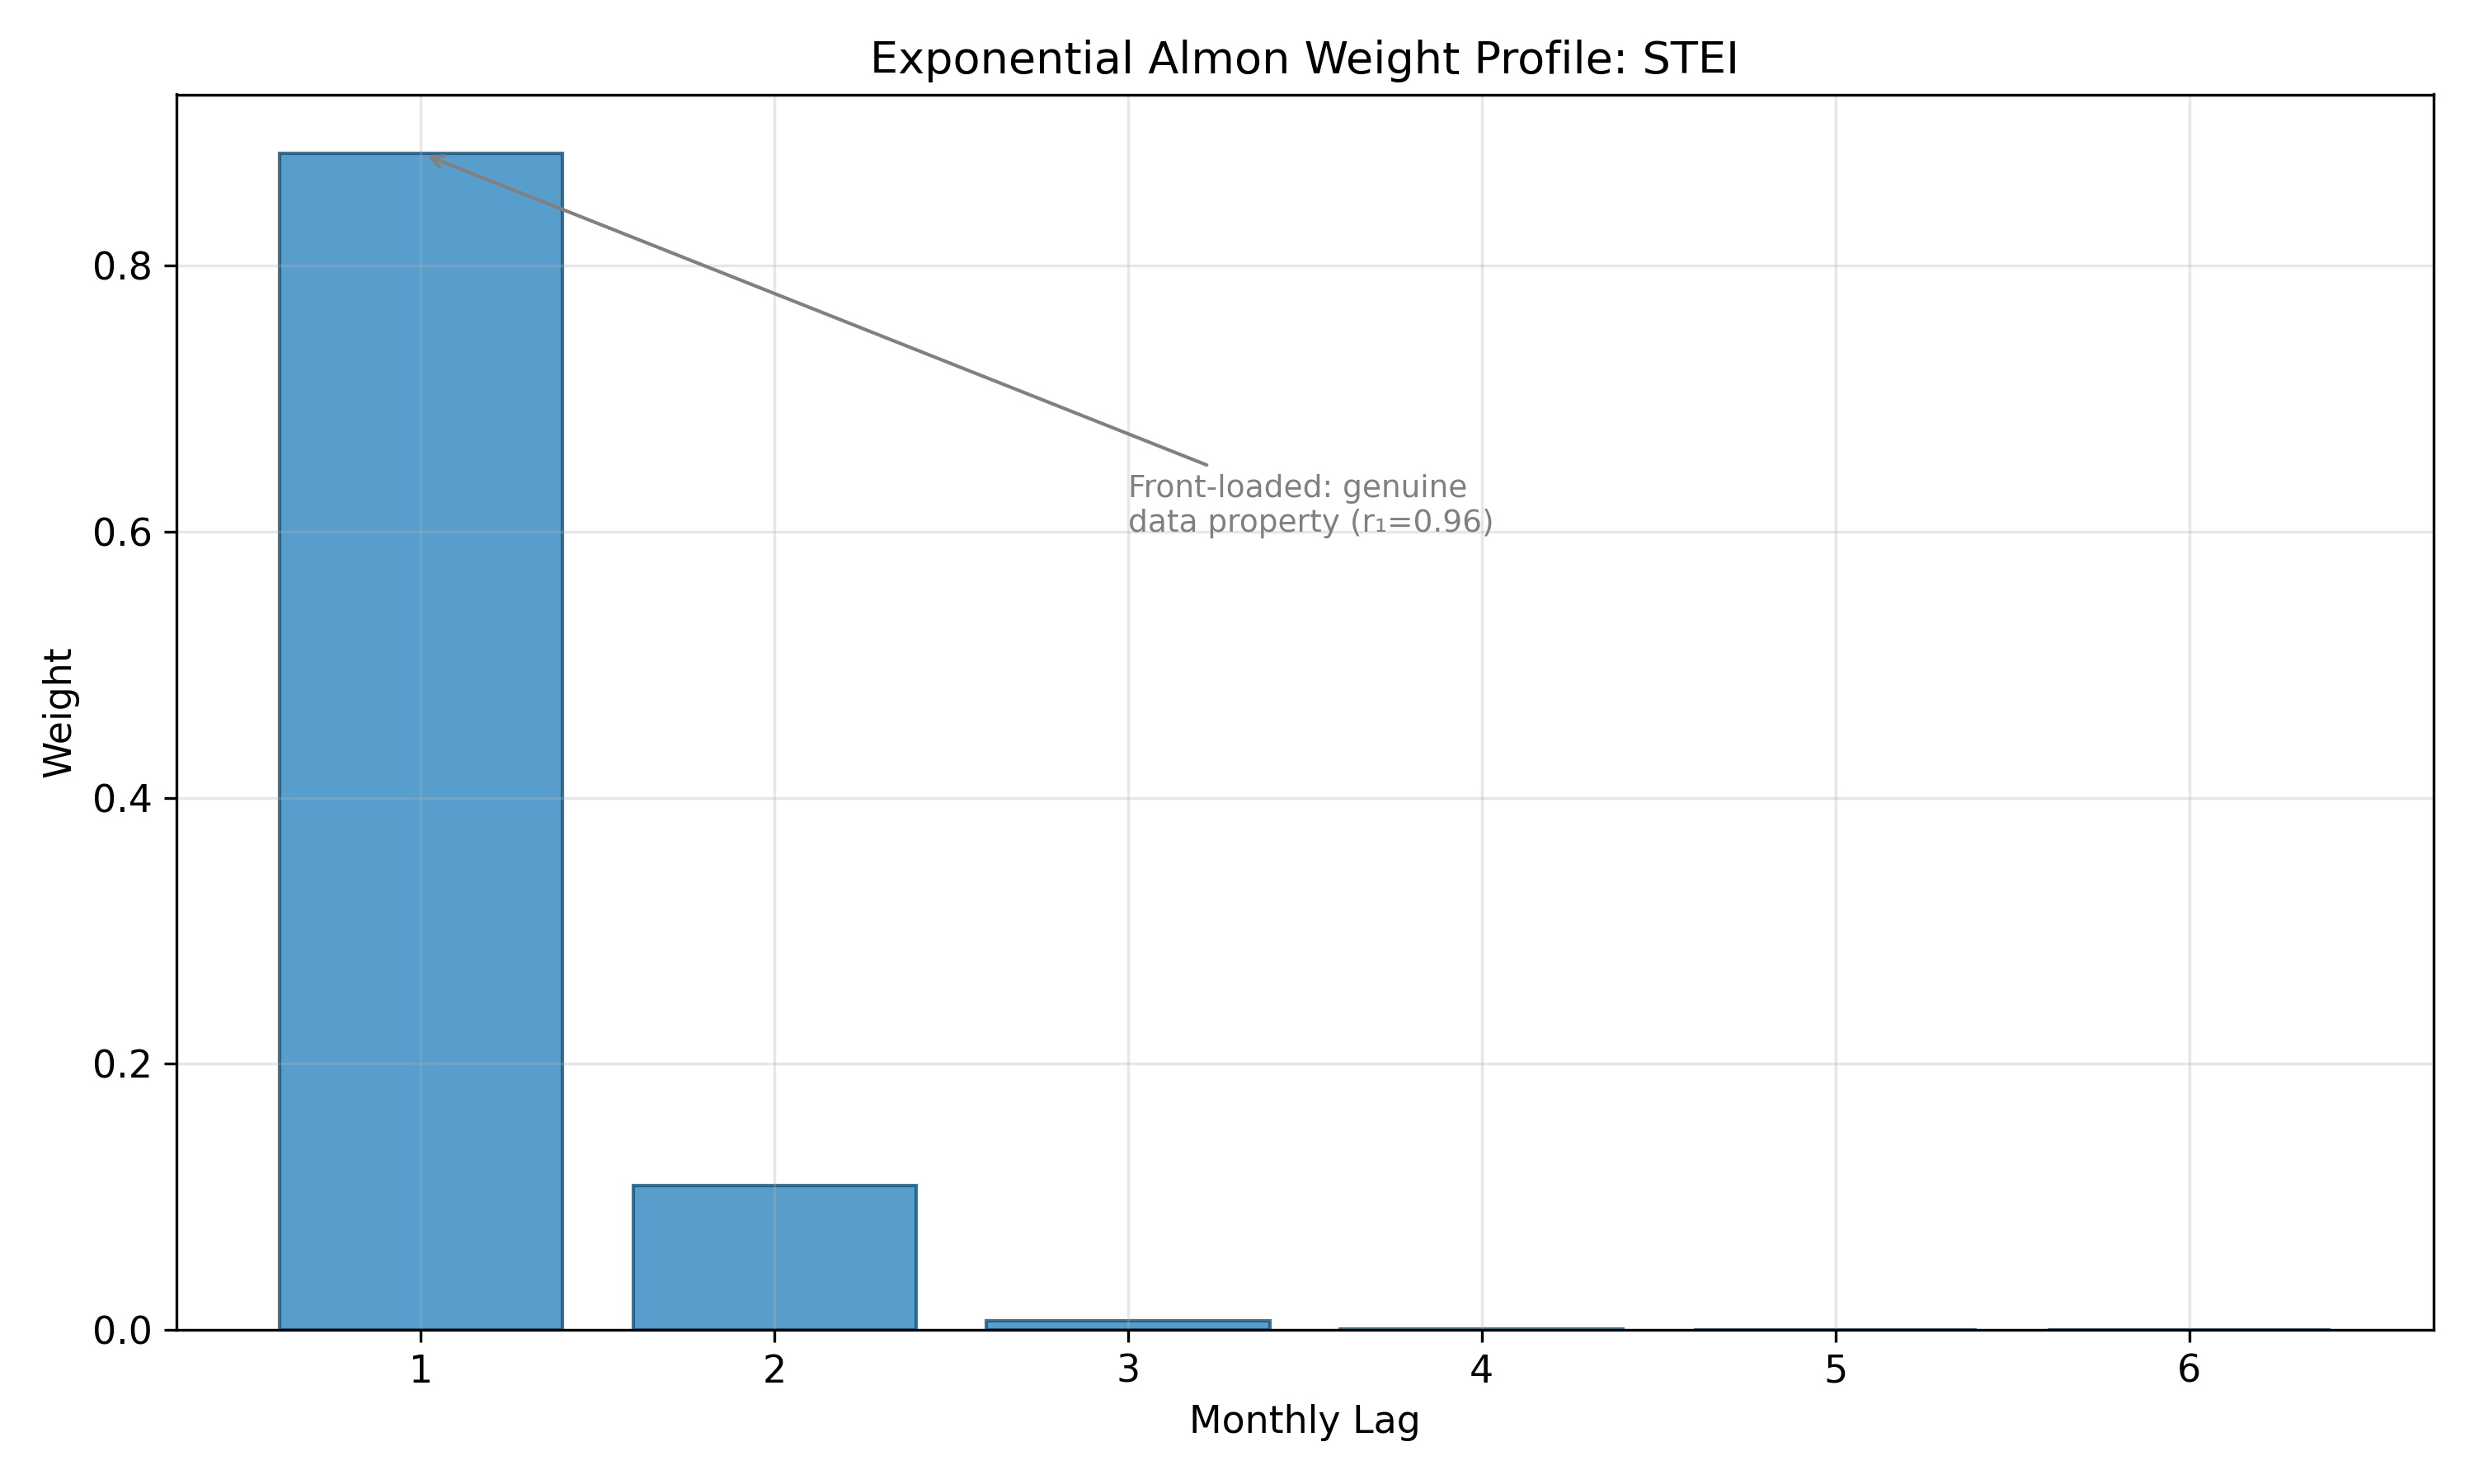 Exponential Almon Weight Profile: STEI
0.8
0.6
0.4
0.2
0.0
Weight
Front-loaded: genuine
data property (r₁=0.96)
1 2 3 4 5 6
Monthly Lag